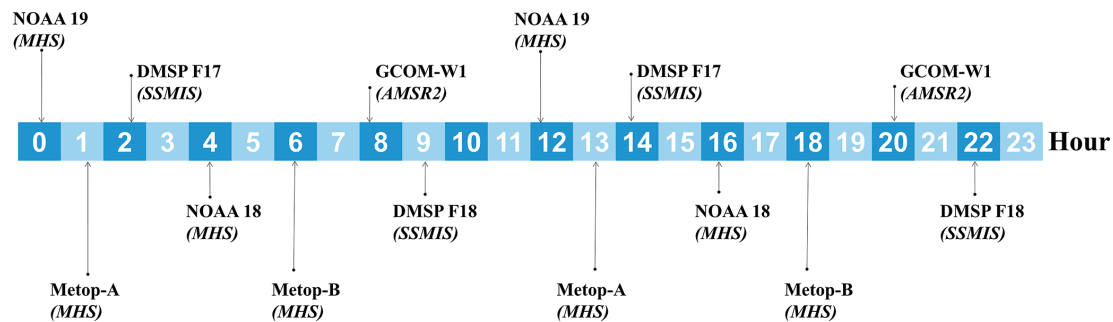 NOAA 19
(MHS)
NOAA 19
(MHS)
DMSP F17
(SSMIS)
GCOM-W1
(AMSR2)
DMSP F17
(SSMIS)
GCOM-W1
(AMSR2)
0 1 2 3 4 5 6 7 8 9 10 11 12 13 14 15 16 17 18 19 20 21 22 23 Hour
NOAA 18
(MHS)
DMSP F18
(SSMIS)
NOAA 18
(MHS)
DMSP F18
(SSMIS)
Metop-A
(MHS)
Metop-B
(MHS)
Metop-A
(MHS)
Metop-B
(MHS)